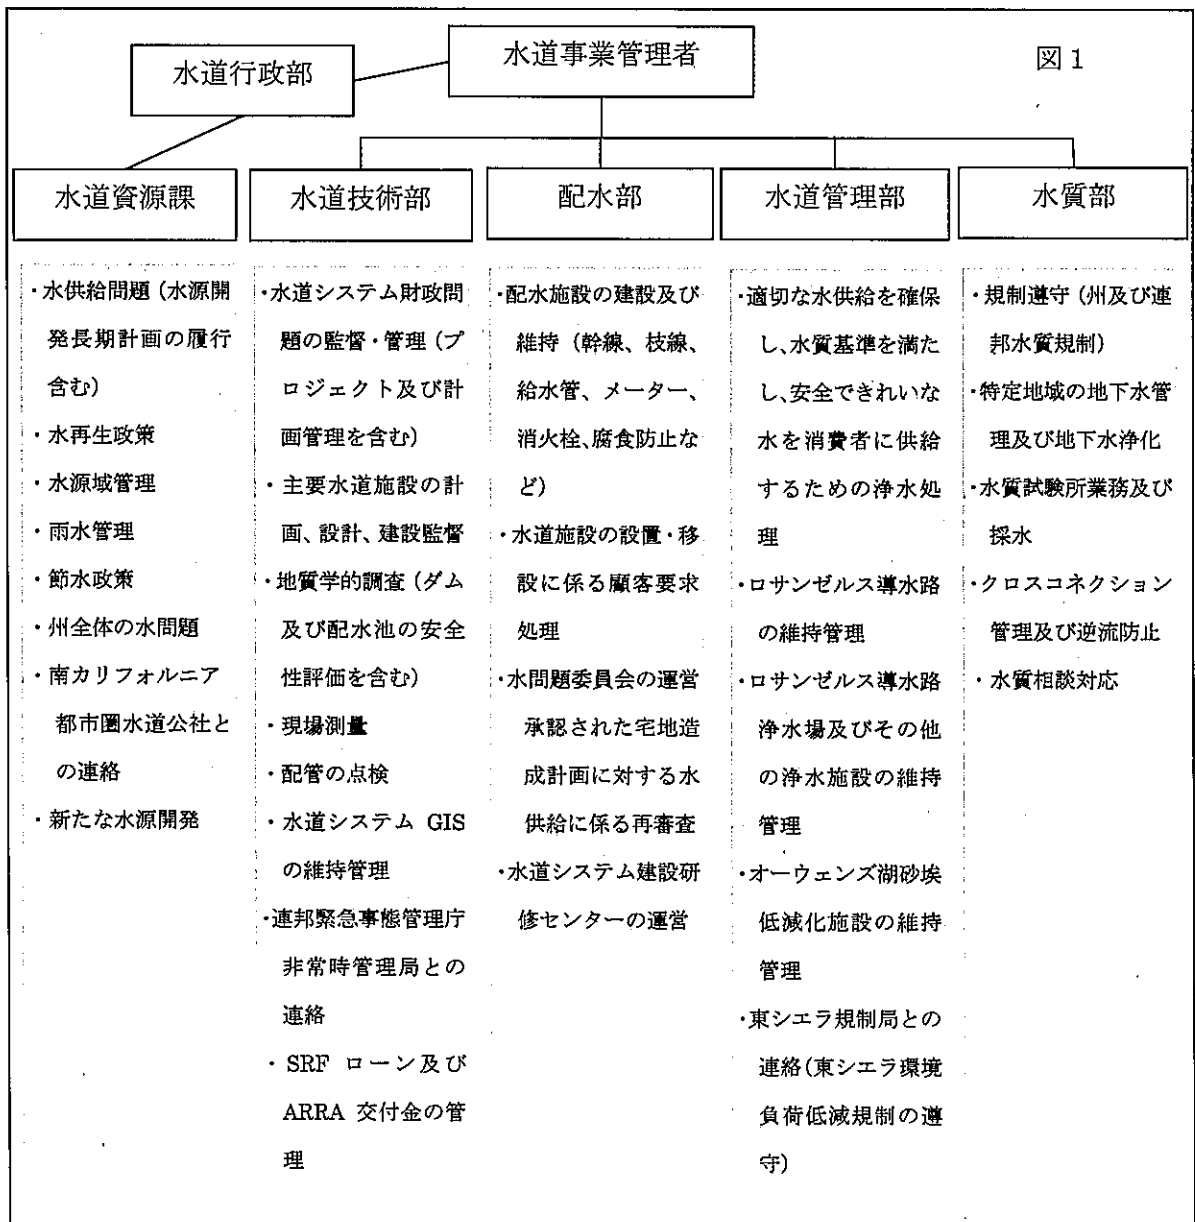 水道事業管理者
図1
水道行政部
水道資源課
水道技術部
配水部
水道管理部
水質部
・水供給問題（水源開
発長期計画の履行
含む）
・水再生政策
・水源域管理
・雨水管理
・節水政策
・州全体の水問題
・南カリフォルニア
都市圏水道公社と
の連絡
・新たな水源開発
・水道システム財政問
題の監督・管理（プ
ロジェクト及び計
画管理を含む）
・主要水道施設の計
画、設計、建設監督
・地質学的調査（ダム
及び配水池の安全
性評価を含む）
・現場測量
・配管の点検
・水道システム GIS
の維持管理
・連邦緊急事態管理庁
非常時管理局との
連絡
・SRF ローン及び
ARRA 交付金の管
理
・配水施設の建設及び
維持（幹線、枝線、
給水管、メーター、
消火栓、腐食防止な
ど）
・水道施設の設置・移
設に係る顧客要求
処理
・水問題委員会の運営
承認された宅地造
成計画に対する水
供給に係る再審査
・水道システム建設研
修センターの運営
・適切な水供給を確保
し、水質基準を満た
し、安全できれいな
水を消費者に供給
するための浄水処
理
・ロサンゼルス導水路
の維持管理
・ロサンゼルス導水路
浄水場及びその他
の浄水施設の維持
管理
・オーウェンズ湖砂埃
低減化施設の維持
管理
・東シエラ規制局との
連絡（東シエラ環境
負荷低減規制の遵
守）
・規制遵守（州及び連
邦水質規制）
・特定地域の地下水管
理及び地下水浄化
・水質試験所業務及び
採水
・クロスコネクション
管理及び逆流防止
・水質相談対応